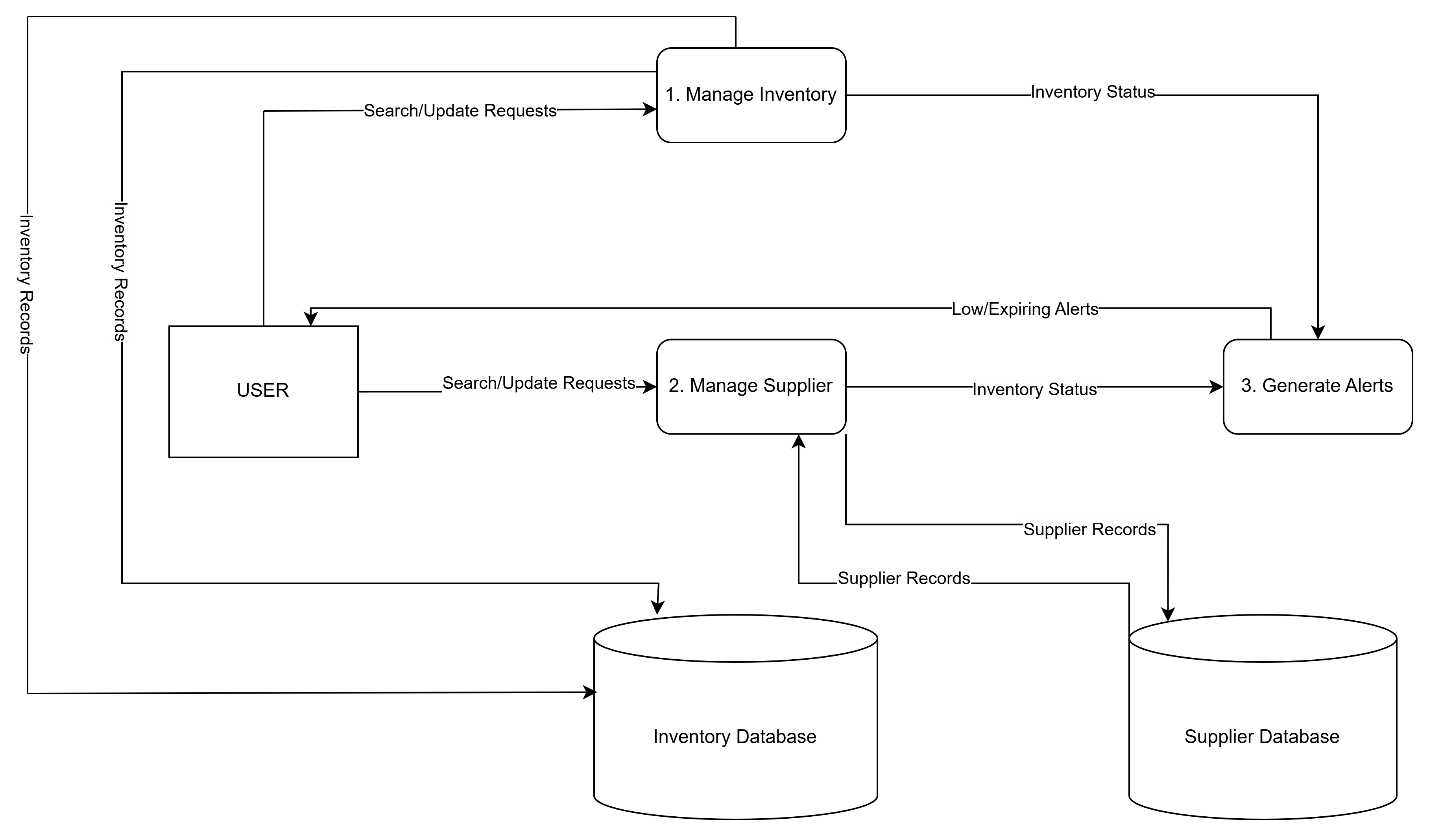 1. Manage Inventory
Search/Update Requests
Inventory Status
Inventory Records
Inventory Records
Low/Expiring Alerts
USER
Search/Update Requests
2. Manage Supplier
Inventory Status
3. Generate Alerts
Supplier Records
Supplier Records
Inventory Database
Supplier Database